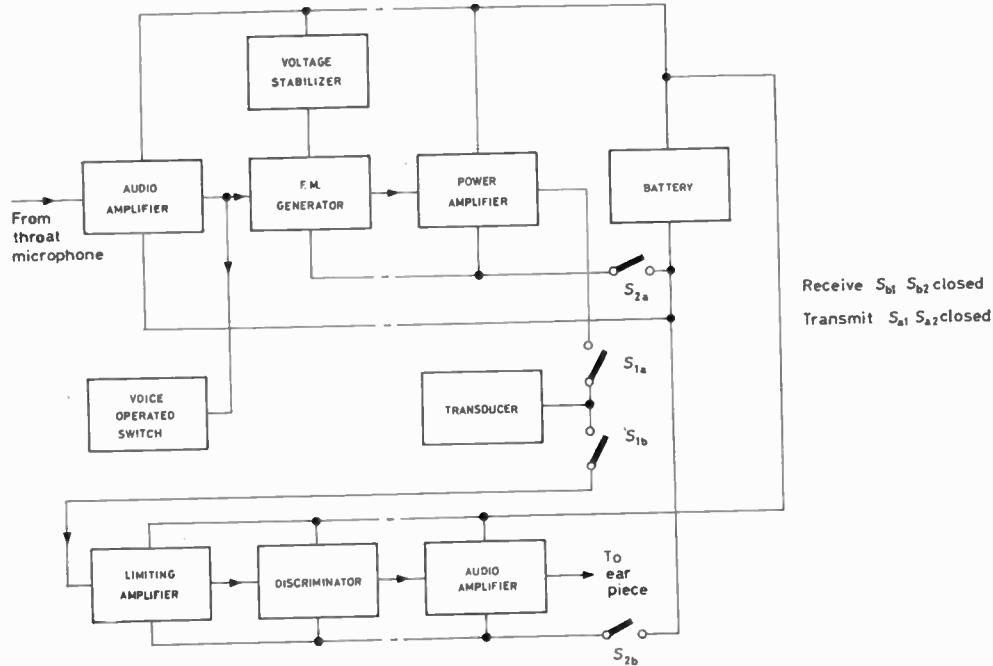 VOLTAGE
STABILIZER
AUDIO
AMPLIFIER
F.M.
GENERATOR
POWER
AMPLIFIER
BATTERY
From
throat
microphone
S2a
Receive Sb1 Sb2 closed
Transmit Sa1 Sa2 closed
S1a
VOICE
OPERATED
SWITCH
TRANSDUCER
S1b
LIMITING
AMPLIFIER
DISCRIMINATOR
AUDIO
AMPLIFIER
To
ear
piece
S2b